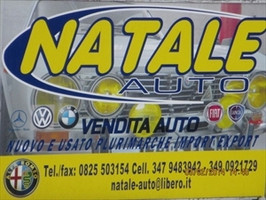 NATALE
AUTO
VENDITA AUTO
NUOVO E USATO PLURIMARCHE IMPORT EXPORT
Tel./fax: 0825 503154 Cell. 347 9483942 - 349 0921729
natale-auto@libero.it